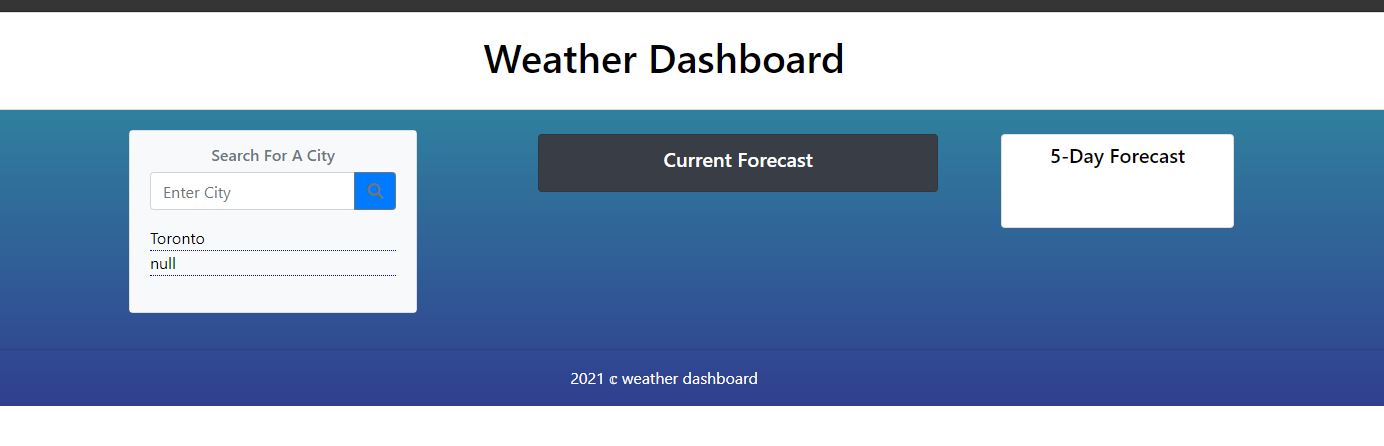 Weather Dashboard
Search For A City
Enter City
Toronto
null
Current Forecast
5-Day Forecast
2021 © weather dashboard